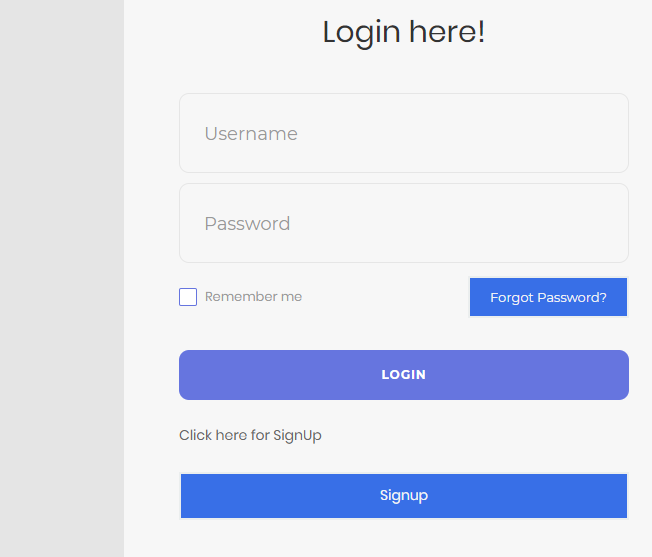 Login here!
Username
Password
Remember me
Forgot Password?
LOGIN
Click here for SignUp
Signup